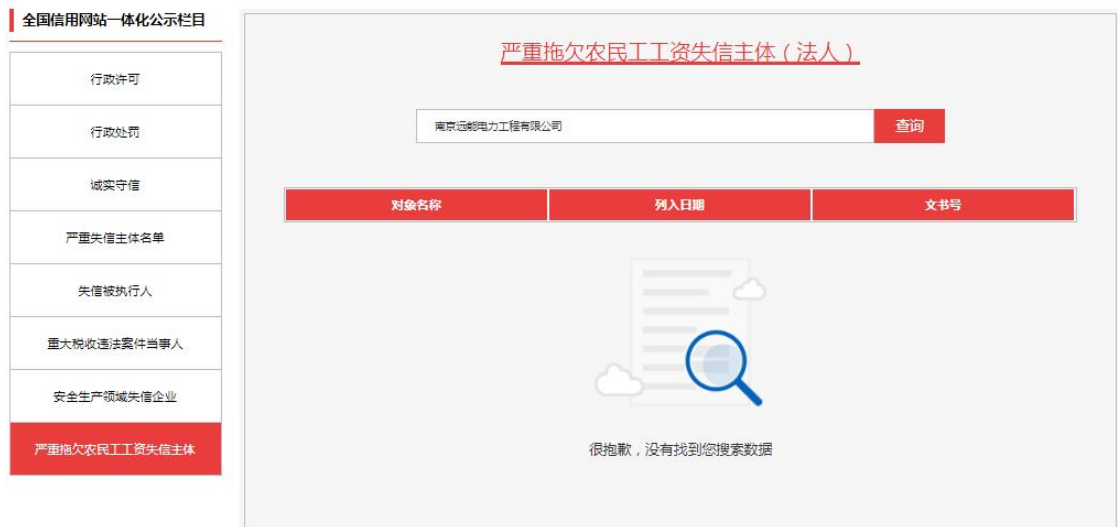 全国信用网站一体化公示栏目
行政许可
行政处罚
诚实守信
严重失信主体名单
失信被执行人
重大税收违法案件当事人
安全生产领域失信企业
严重拖欠农民工工资失信主体
严重拖欠农民工工资失信主体（法人）
南京远能电力工程有限公司
查询
对象名称 列入日期 文书号
很抱歉，没有找到您搜索数据